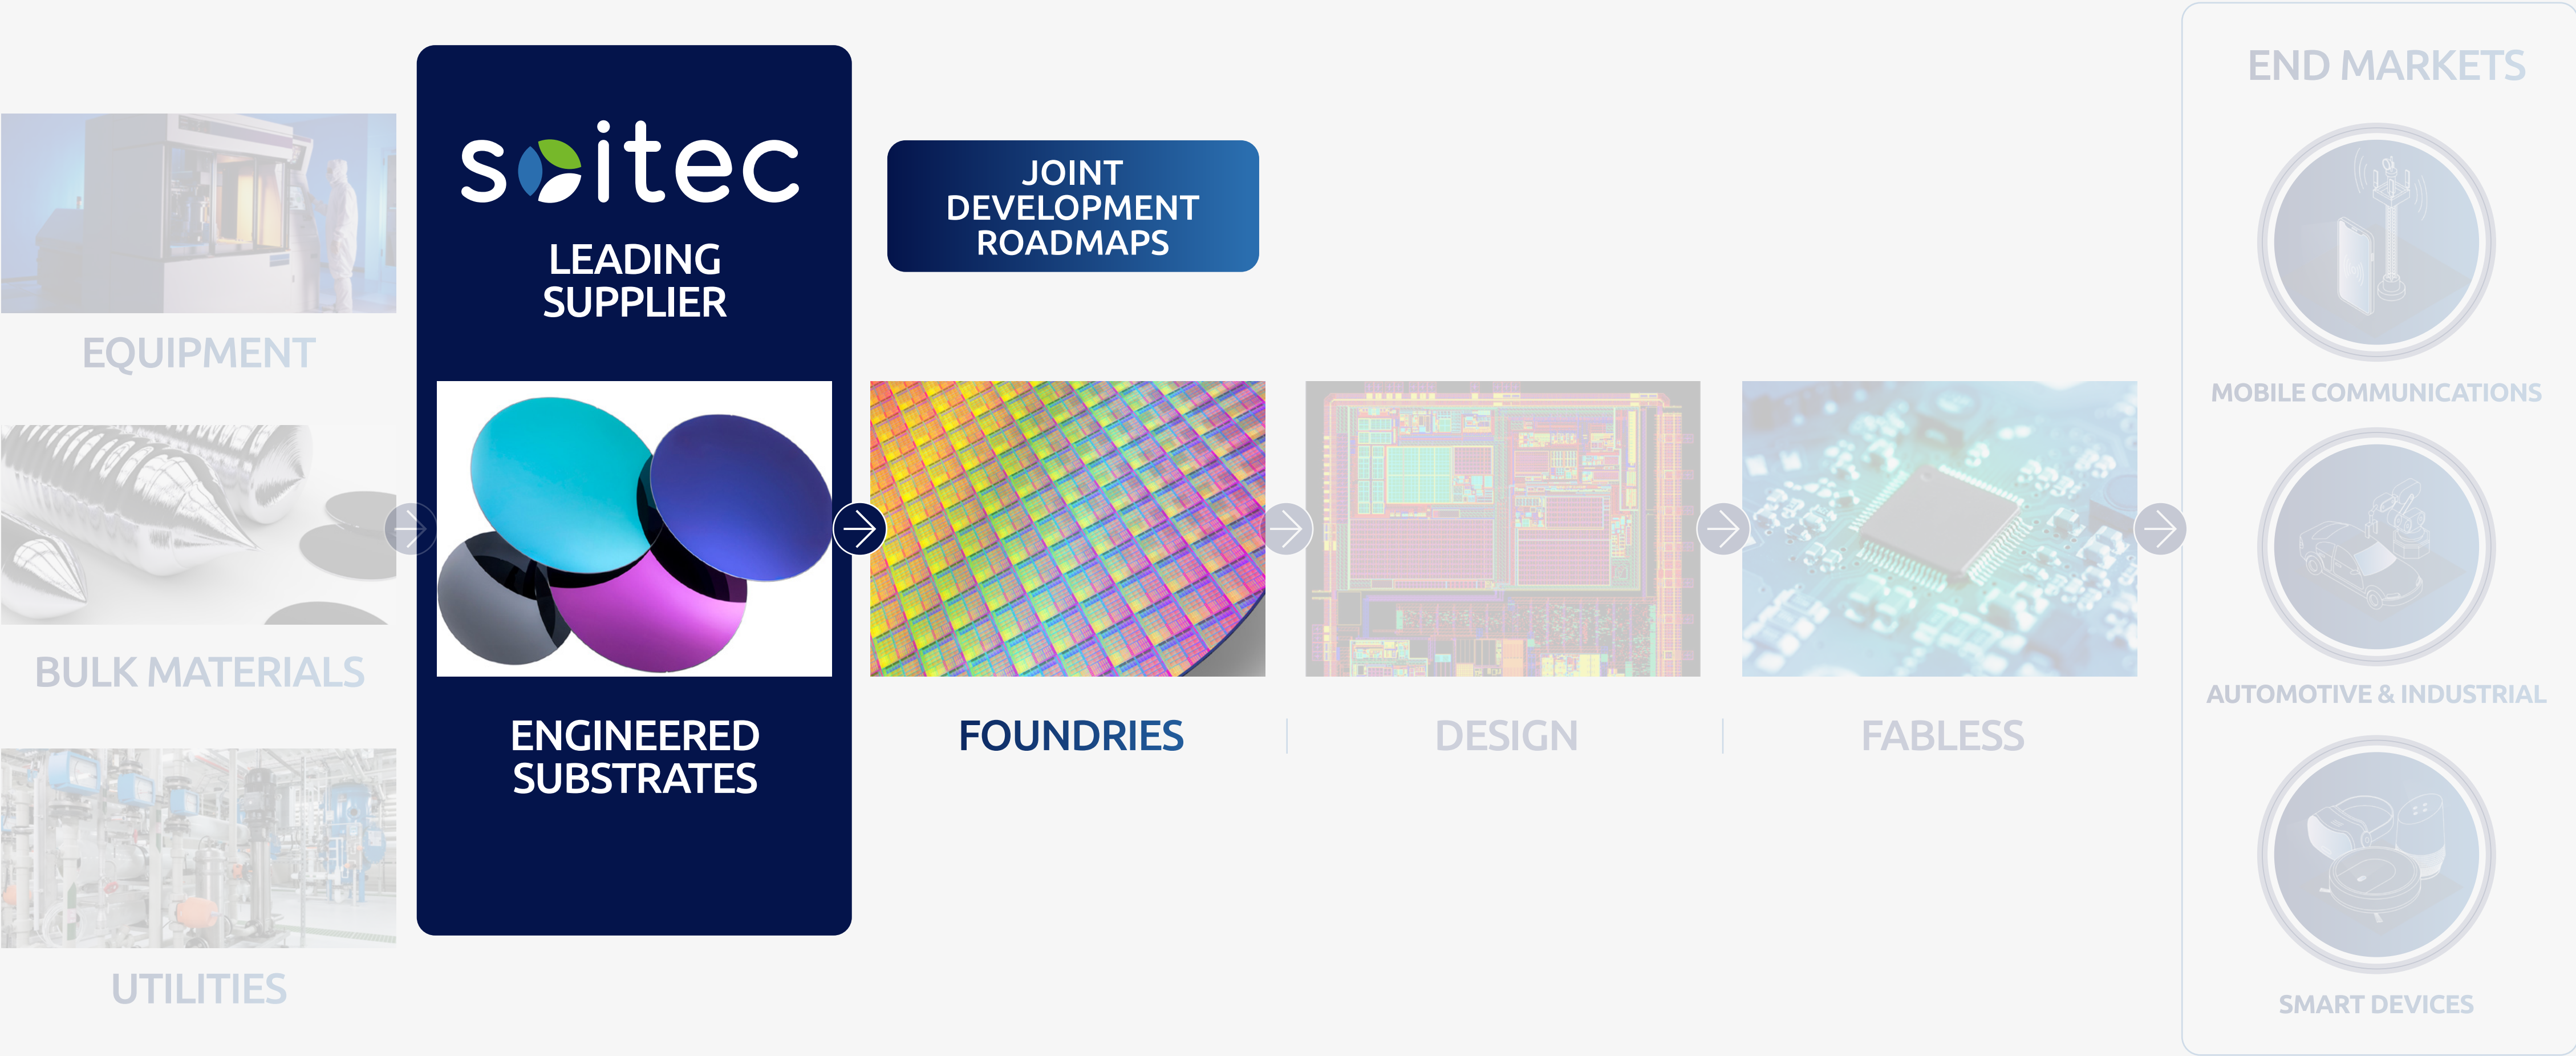 EQUIPMENT
BULK MATERIALS
UTILITIES
soitec
LEADING
SUPPLIER
ENGINEERED
SUBSTRATES
JOINT
DEVELOPMENT
ROADMAPS
FOUNDRIES
DESIGN
FABLESS
END MARKETS
MOBILE COMMUNICATIONS
AUTOMOTIVE & INDUSTRIAL
SMART DEVICES